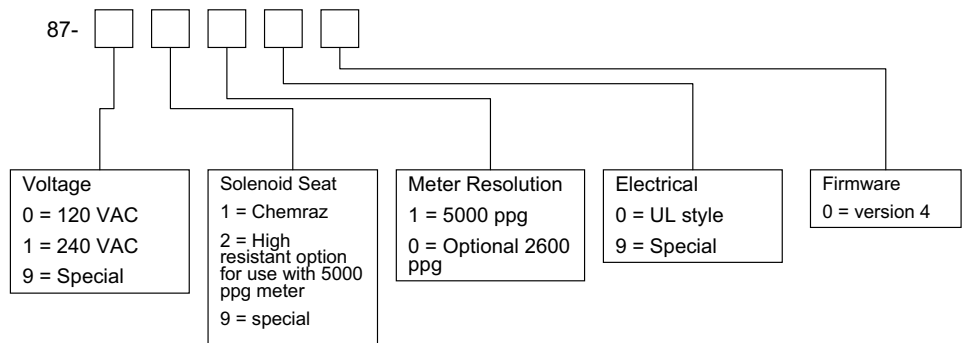 87-
Voltage
0 = 120 VAC
1 = 240 VAC
9 = Special
Solenoid Seat
1 = Chemraz
2 = High
resistant option
for use with 5000
ppg meter
9 = special
Meter Resolution
1 = 5000 ppg
0 = Optional 2600
ppg
Electrical
0 = UL style
9 = Special
Firmware
0 = version 4